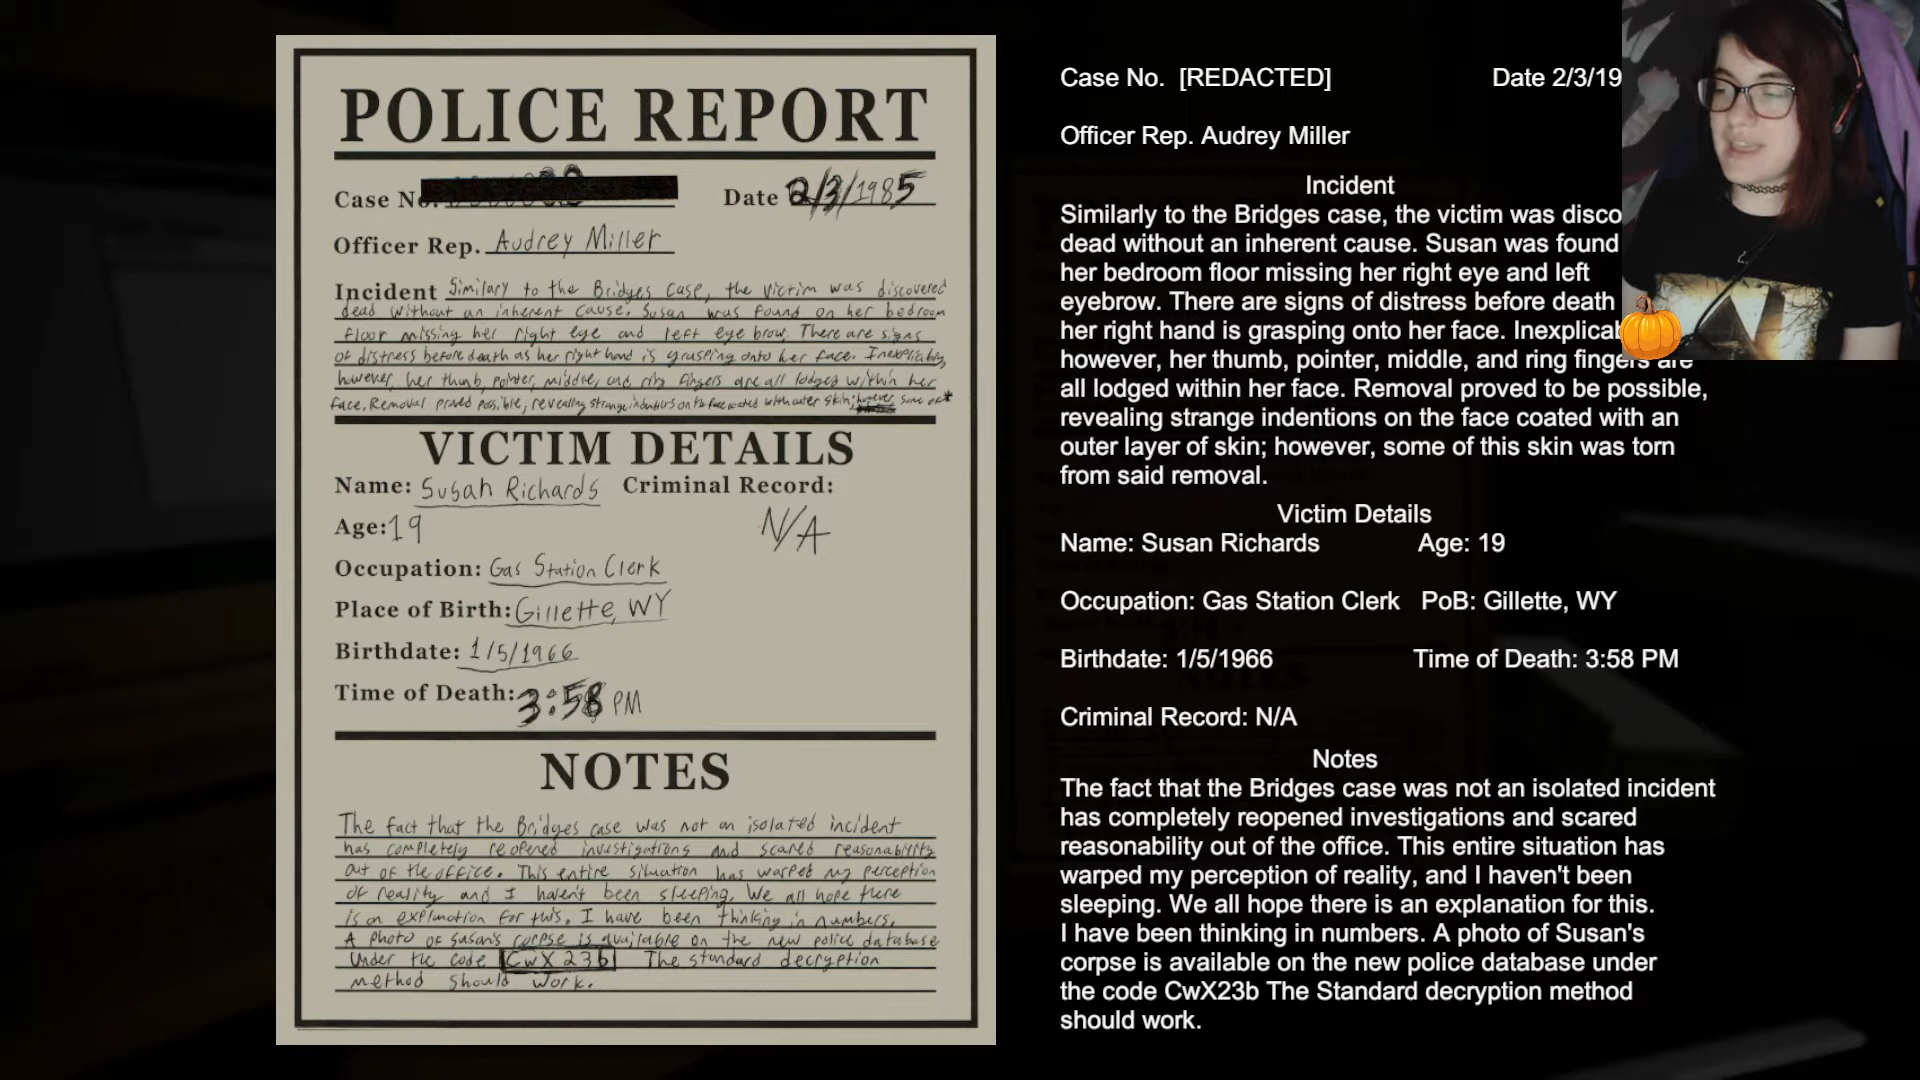 POLICE REPORT
Case No.
Date 2/3/1985
Officer Rep. Audrey Miller
Incident Similary to the Bridges case, the victim was discovered
dead without an inherent cause. Susan was found on her bedroom
floor missing her right eye and left eye brow. There are signs
of distress before death as her right hand is grasping onto her face. Inexplicably,
however, her thumb, pointer, middle, and ring fingers are all lodged within her
face. Removal proved possible, revealing strange indentions on the face coated with outer skin; however some of*
VICTIM DETAILS
Name: Susan Richards Criminal Record:
Age: 19
N/A
Occupation: Gas Station Clerk
Place of Birth: Gillette, WY
Birthdate: 1/5/1966
Time of Death: 3:58 PM
NOTES
The fact that the Bridges case was not an isolated incident
has completely reopened investigations and scared reasonability
out of the office. This entire situation has warped my perception
of reality and I haven't been sleeping. We all hope there
is an explanation for this. I have been thinking in numbers.
A photo of Susan's corpse is available on the new police database
under the code CwX23b The standard decryption
method should work.
Case No. [REDACTED] Date 2/3/19
Officer Rep. Audrey Miller
Incident
Similarly to the Bridges case, the victim was disco
dead without an inherent cause. Susan was found
her bedroom floor missing her right eye and left
eyebrow. There are signs of distress before death
her right hand is grasping onto her face. Inexplicab
however, her thumb, pointer, middle, and ring fingers are
all lodged within her face. Removal proved to be possible,
revealing strange indentions on the face coated with an
outer layer of skin; however, some of this skin was torn
from said removal.
Victim Details
Name: Susan Richards Age: 19
Occupation: Gas Station Clerk PoB: Gillette, WY
Birthdate: 1/5/1966 Time of Death: 3:58 PM
Criminal Record: N/A
Notes
The fact that the Bridges case was not an isolated incident
has completely reopened investigations and scared
reasonability out of the office. This entire situation has
warped my perception of reality, and I haven't been
sleeping. We all hope there is an explanation for this.
I have been thinking in numbers. A photo of Susan's
corpse is available on the new police database under
the code CwX23b The Standard decryption method
should work.